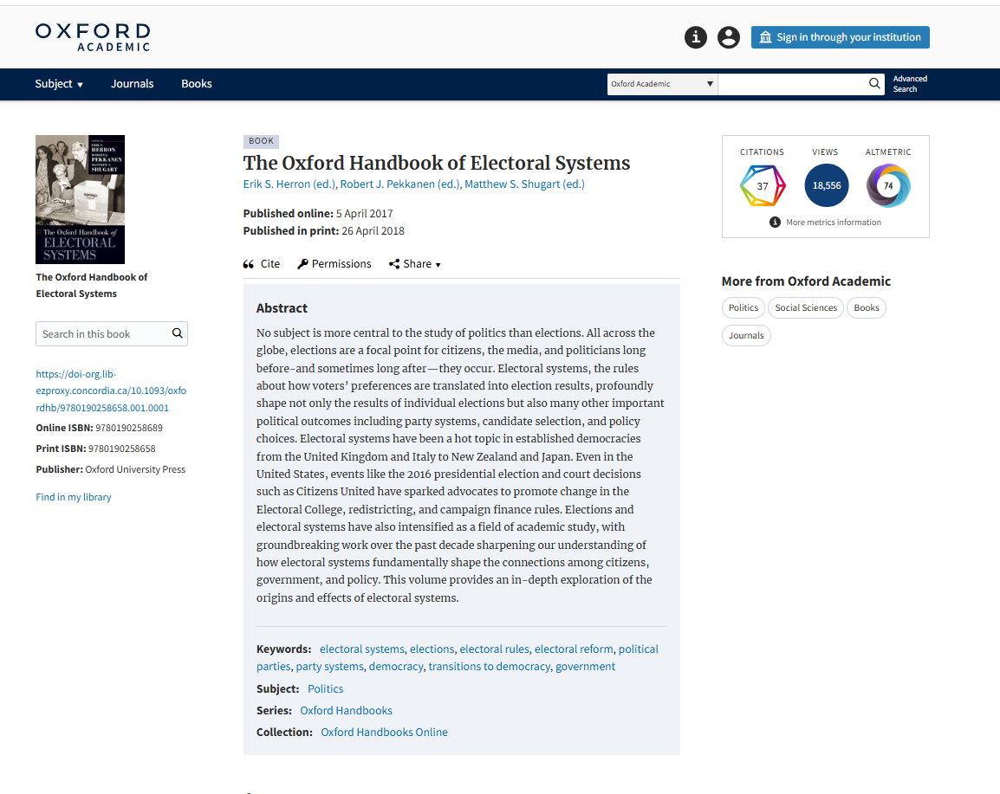 OXFORD
ACADEMIC
Sign in through your institution
Subject
Journals
Books
Oxford Academic
Advanced
Search
EDITED BY
ERIK S.
HERRON
ROBERT J.
PEKKANEN
MATTHEW S.
SHUGART
The Oxford Handbook of
ELECTORAL
SYSTEMS
The Oxford Handbook of
Electoral Systems
Search in this book
https://doi-org.lib-
ezproxy.concordia.ca/10.1093/oxfo
rdhb/9780190258658.001.0001
Online ISBN: 9780190258689
Print ISBN: 9780190258658
Publisher: Oxford University Press
Find in my library
BOOK
The Oxford Handbook of Electoral Systems
Erik S. Herron (ed.), Robert J. Pekkanen (ed.), Matthew S. Shugart (ed.)
Published online: 5 April 2017
Published in print: 26 April 2018
Cite
Permissions
Share
Abstract
No subject is more central to the study of politics than elections. All across the
globe, elections are a focal point for citizens, the media, and politicians long
before-and sometimes long after—they occur. Electoral systems, the rules
about how voters’ preferences are translated into election results, profoundly
shape not only the results of individual elections but also many other important
political outcomes including party systems, candidate selection, and policy
choices. Electoral systems have been a hot topic in established democracies
from the United Kingdom and Italy to New Zealand and Japan. Even in the
United States, events like the 2016 presidential election and court decisions
such as Citizens United have sparked advocates to promote change in the
Electoral College, redistricting, and campaign finance rules. Elections and
electoral systems have also intensified as a field of academic study, with
groundbreaking work over the past decade sharpening our understanding of
how electoral systems fundamentally shape the connections among citizens,
government, and policy. This volume provides an in-depth exploration of the
origins and effects of electoral systems.
Keywords: electoral systems, elections, electoral rules, electoral reform, political
parties, party systems, democracy, transitions to democracy, government
Subject: Politics
Series: Oxford Handbooks
Collection: Oxford Handbooks Online
CITATIONS
VIEWS
ALTMETRIC
37
18,556
74
More metrics information
More from Oxford Academic
Politics
Social Sciences
Books
Journals